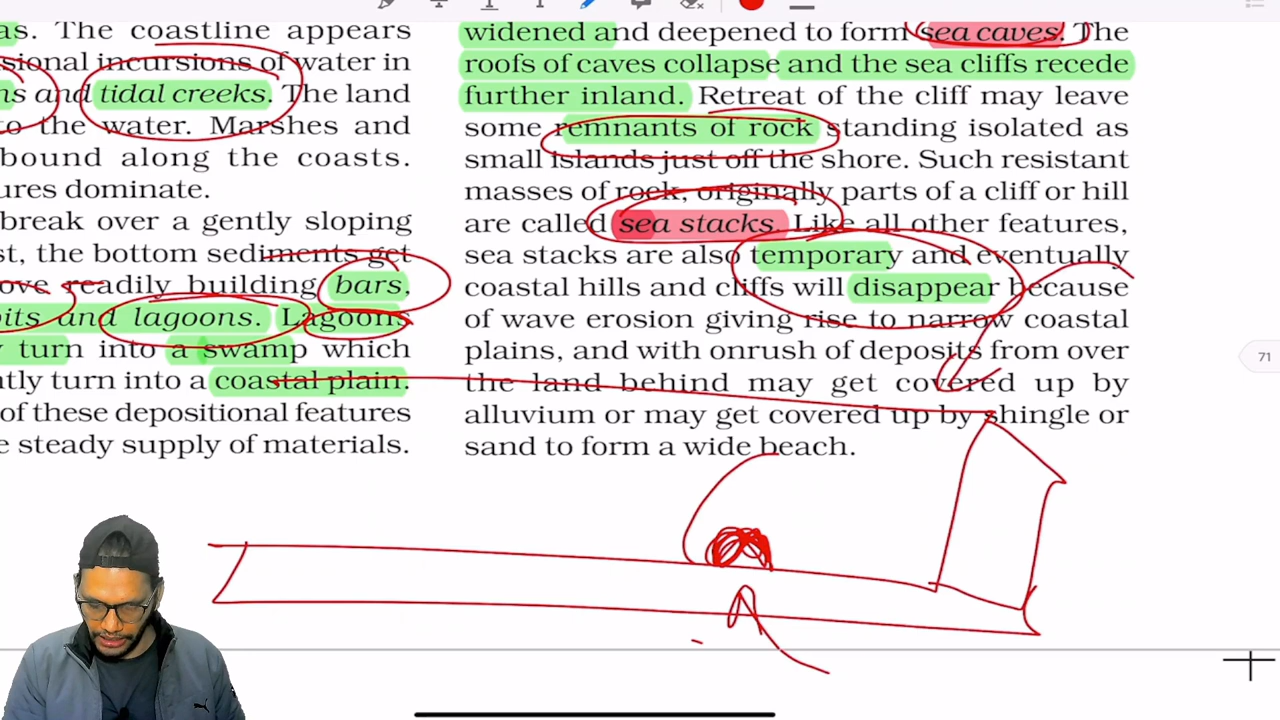 as. The coastline appears
sional incursions of water in
ns and tidal creeks. The land
to the water. Marshes and
bound along the coasts.
ures dominate.
break over a gently sloping
st, the bottom sediments get
ove readily building bars,
pits and lagoons. Lagoons
y turn into a swamp which
ntly turn into a coastal plain.
of these depositional features
e steady supply of materials.
widened and deepened to form sea caves. The
roofs of caves collapse and the sea cliffs recede
further inland. Retreat of the cliff may leave
some remnants of rock standing isolated as
small islands just off the shore. Such resistant
masses of rock, originally parts of a cliff or hill
are called sea stacks. Like all other features,
sea stacks are also temporary and eventually
coastal hills and cliffs will disappear because
of wave erosion giving rise to narrow coastal
plains, and with onrush of deposits from over
the land behind may get covered up by
alluvium or may get covered up by shingle or
sand to form a wide beach.
71